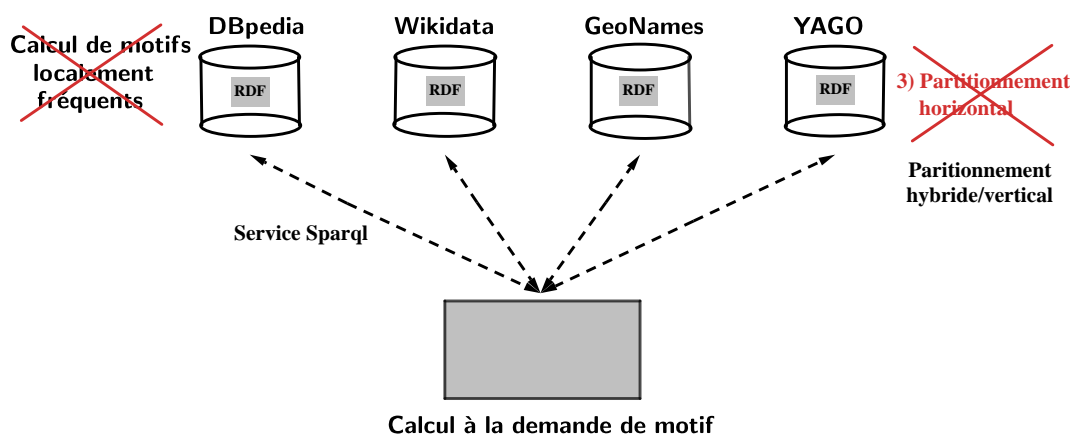 DBpedia
Wikidata
GeoNames
YAGO
Calcul de motifs
localement
fréquents
RDF
RDF
RDF
RDF
3) Partitionnement
horizontal
Paritionnement
hybride/vertical
Service Sparql
Calcul à la demande de motif